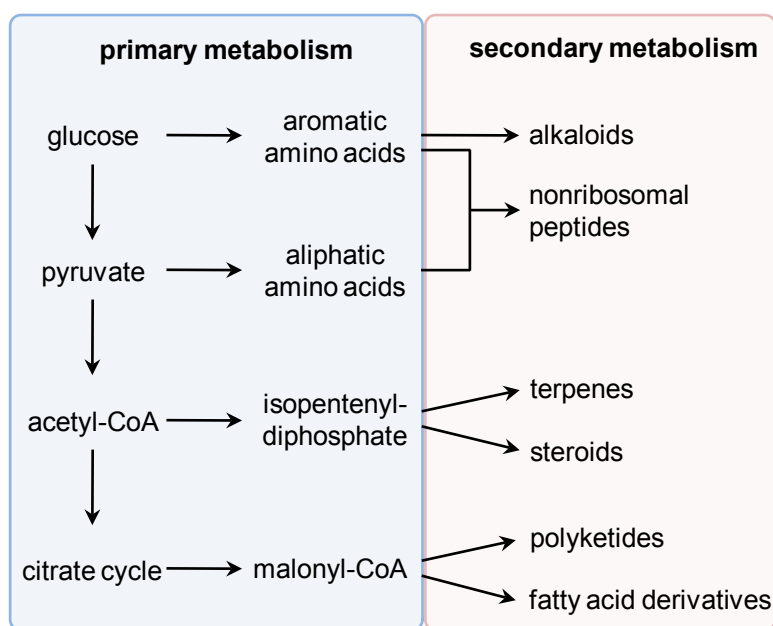 primary metabolism
secondary metabolism
glucose
aromatic
amino acids
alkaloids
nonribosomal
peptides
pyruvate
aliphatic
amino acids
acetyl-CoA
isopentenyl-
diphosphate
terpenes
steroids
citrate cycle
malonyl-CoA
polyketides
fatty acid derivatives